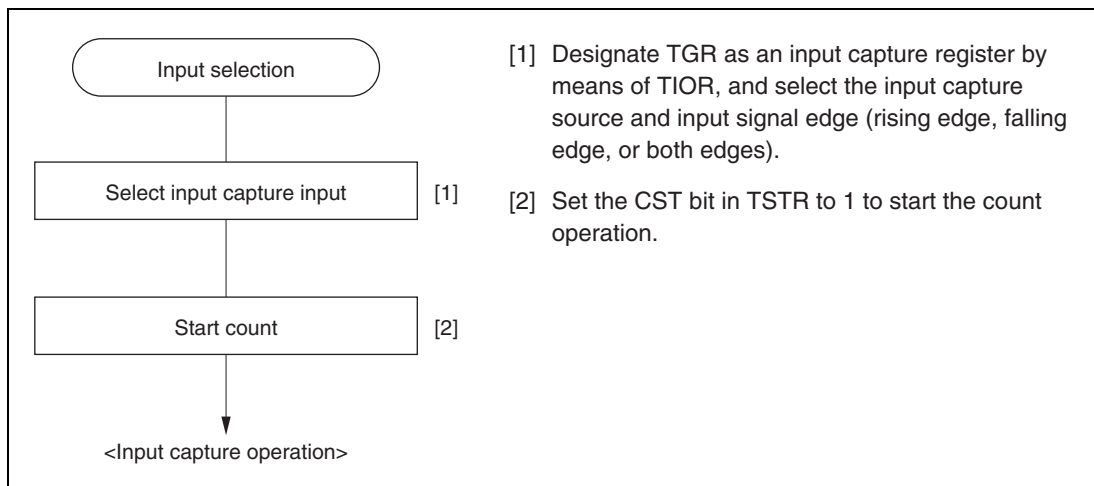 Input selection
Select input capture input [1]
Start count [2]
<Input capture operation>
[1] Designate TGR as an input capture register by
means of TIOR, and select the input capture
source and input signal edge (rising edge, falling
edge, or both edges).
[2] Set the CST bit in TSTR to 1 to start the count
operation.